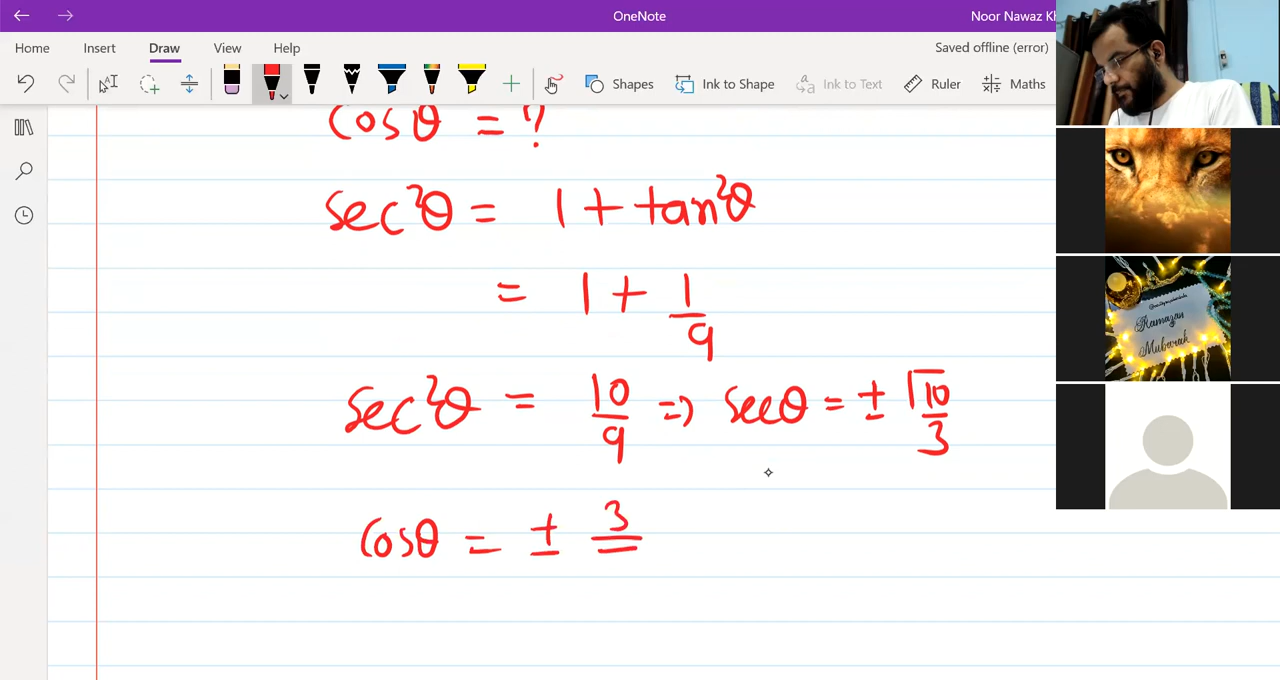 OneNote
Noor Nawaz Kh
Home Insert Draw View Help
Saved offline (error)
Shapes Ink to Shape Ink to Text Ruler Maths
cosθ = ?
sec²θ = 1 + tan²θ
= 1 + 1/9
sec²θ = 10/9 => secθ = ± √10/3
cosθ = ± 3
Ramazan
Mubarak